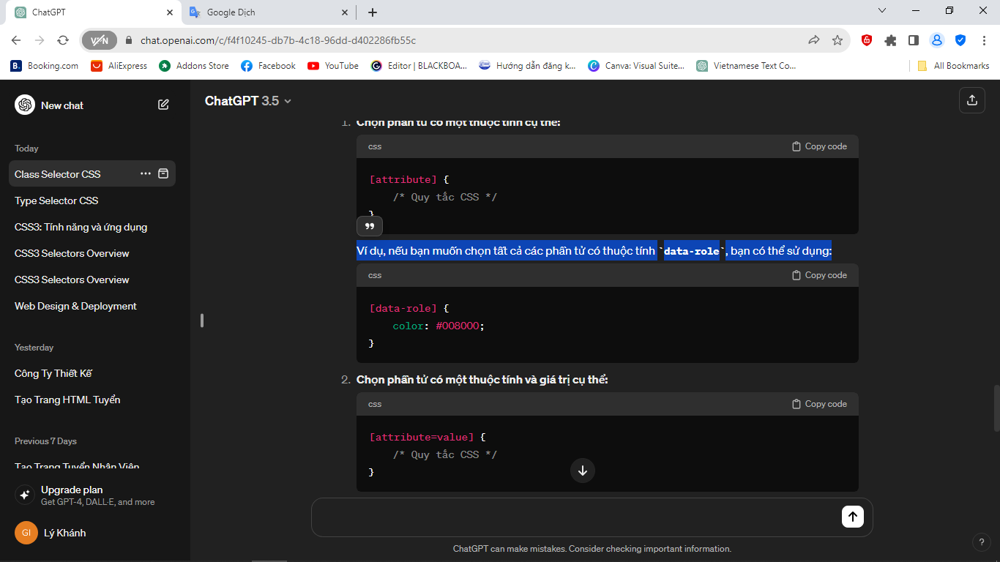 ChatGPT
Google Dịch
VPN
chat.openai.com/c/f4f10245-db7b-4c18-96dd-d402286fb55c
B. Booking.com
AliExpress
Addons Store
Facebook
YouTube
Editor | BLACKBOA...
Hướng dẫn đăng k...
Canva: Visual Suite...
Vietnamese Text Co...
All Bookmarks
New chat
Today
Class Selector CSS
Type Selector CSS
CSS3: Tính năng và ứng dụng
CSS3 Selectors Overview
CSS3 Selectors Overview
Web Design & Deployment
Yesterday
Công Ty Thiết Kế
Tạo Trang HTML Tuyển
Previous 7 Days
Tạo Trang Tuyển Nhân Viên
Upgrade plan
Get GPT-4, DALL·E, and more
GI Lý Khánh
ChatGPT 3.5
1. Chọn phần tử có một thuộc tính cụ thể:
css Copy code
[attribute] {
/* Quy tắc CSS */
}
Ví dụ, nếu bạn muốn chọn tất cả các phần tử có thuộc tính `data-role`, bạn có thể sử dụng:
css Copy code
[data-role] {
color: #008000;
}
2. Chọn phần tử có một thuộc tính và giá trị cụ thể:
css Copy code
[attribute=value] {
/* Quy tắc CSS */
}
ChatGPT can make mistakes. Consider checking important information.
?